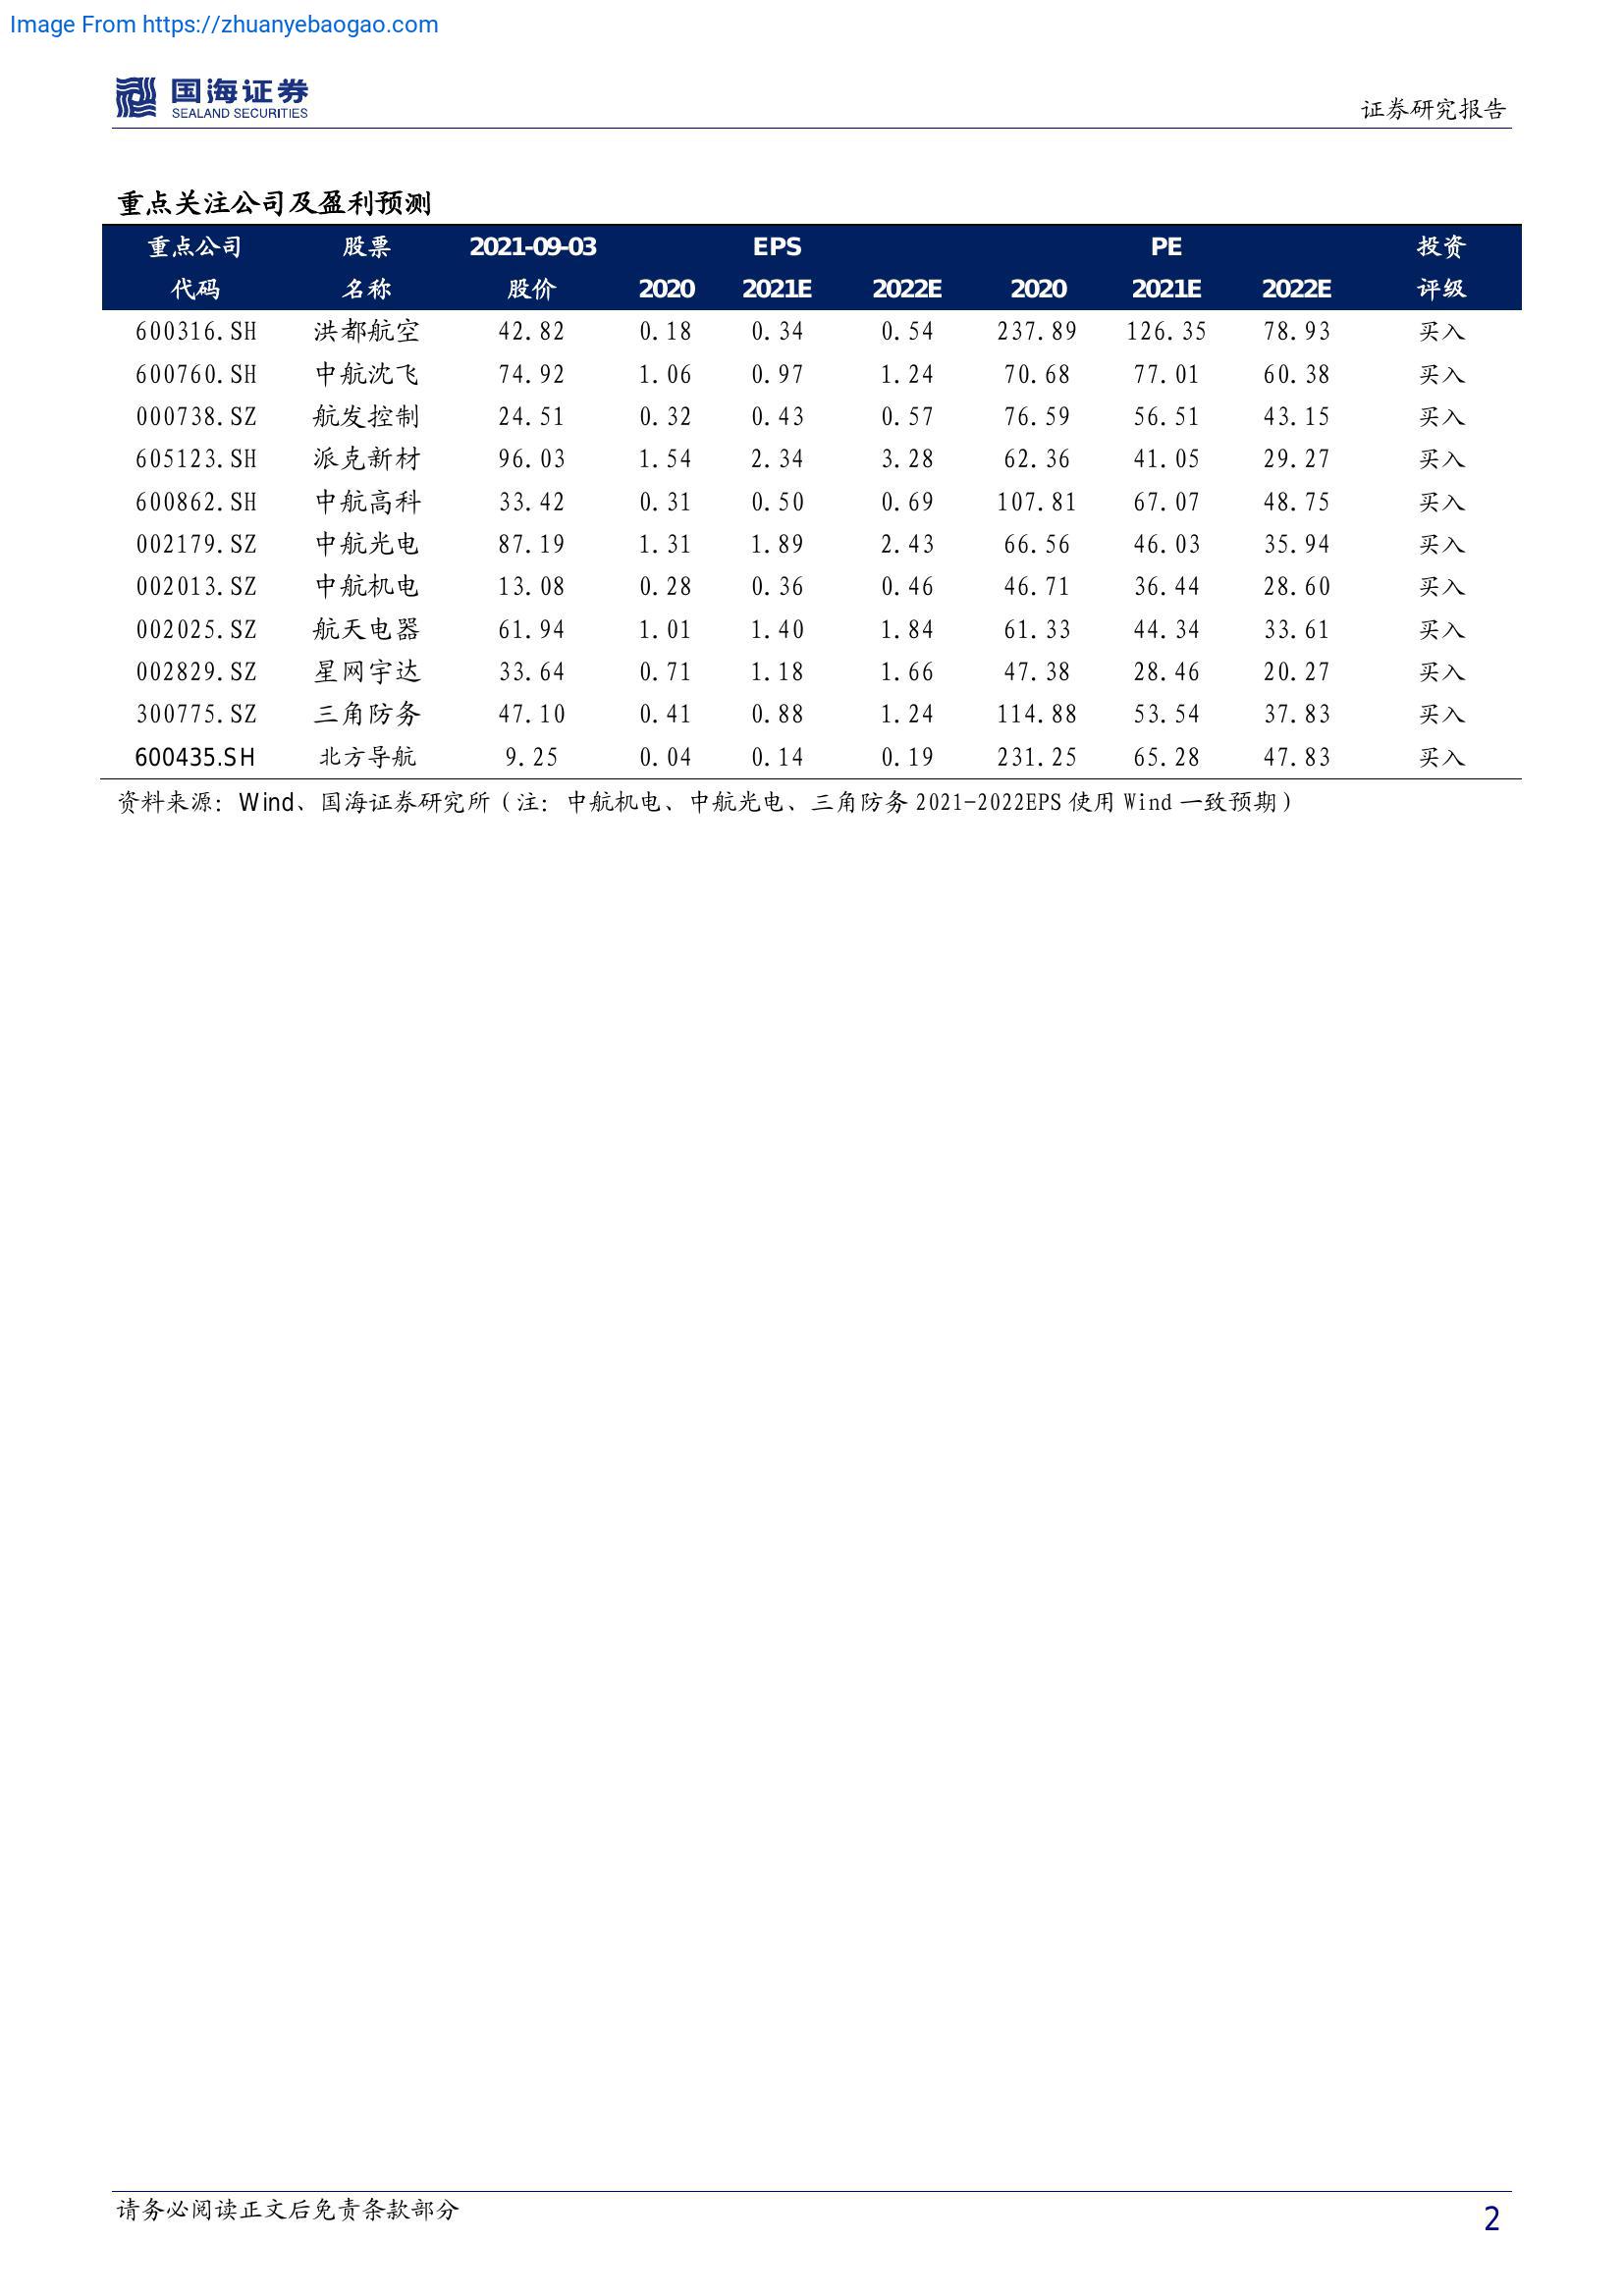 Image From https://zhuanyebaogao.com
国海证券
SEALAND SECURITIES
证券研究报告
重点关注公司及盈利预测
重点公司 股票 2021-09-03 EPS PE 投资
代码 名称 股价 2020 2021E 2022E 2020 2021E 2022E 评级
600316.SH 洪都航空 42.82 0.18 0.34 0.54 237.89 126.35 78.93 买入
600760.SH 中航沈飞 74.92 1.06 0.97 1.24 70.68 77.01 60.38 买入
000738.SZ 航发控制 24.51 0.32 0.43 0.57 76.59 56.51 43.15 买入
605123.SH 派克新材 96.03 1.54 2.34 3.28 62.36 41.05 29.27 买入
600862.SH 中航高科 33.42 0.31 0.50 0.69 107.81 67.07 48.75 买入
002179.SZ 中航光电 87.19 1.31 1.89 2.43 66.56 46.03 35.94 买入
002013.SZ 中航机电 13.08 0.28 0.36 0.46 46.71 36.44 28.60 买入
002025.SZ 航天电器 61.94 1.01 1.40 1.84 61.33 44.34 33.61 买入
002829.SZ 星网宇达 33.64 0.71 1.18 1.66 47.38 28.46 20.27 买入
300775.SZ 三角防务 47.10 0.41 0.88 1.24 114.88 53.54 37.83 买入
600435.SH 北方导航 9.25 0.04 0.14 0.19 231.25 65.28 47.83 买入
资料来源：Wind、国海证券研究所（注：中航机电、中航光电、三角防务 2021-2022EPS 使用 Wind 一致预期）
请务必阅读正文后免责条款部分
2